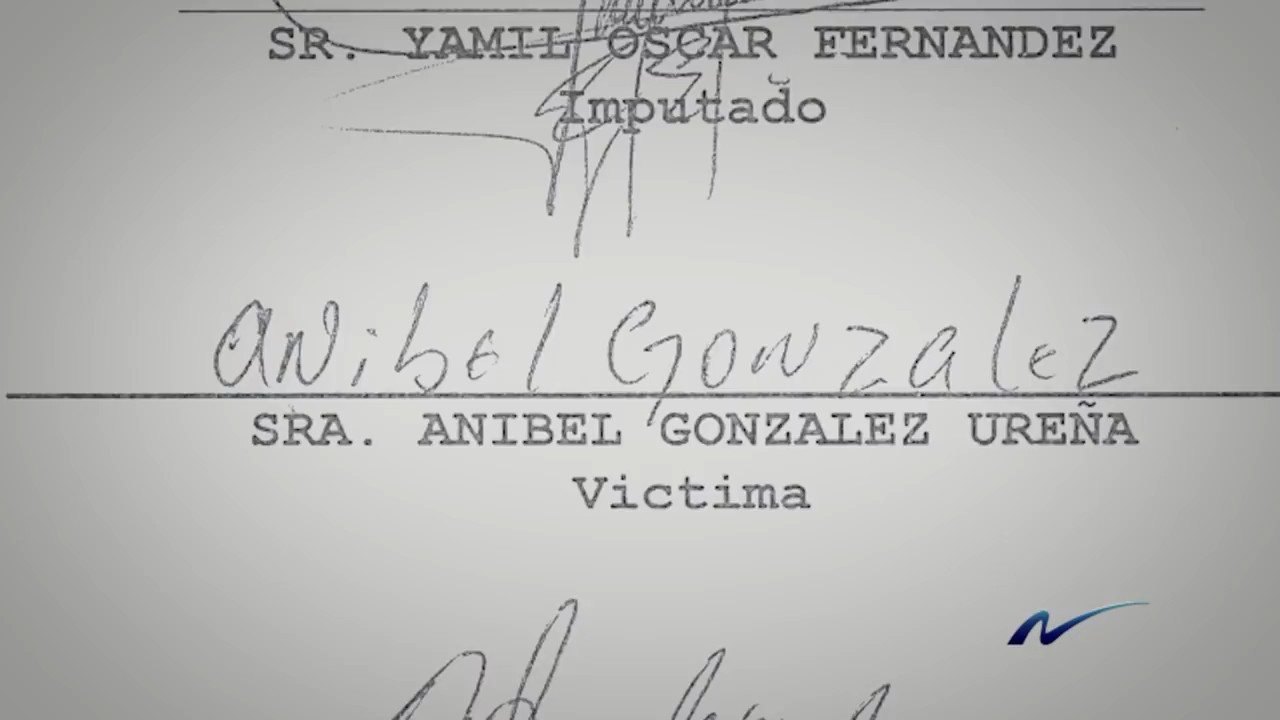 SR. YAMIL OSCAR FERNANDEZ
Imputado
Anibel Gonzalez
SRA. ANIBEL GONZALEZ UREÑA
Victima